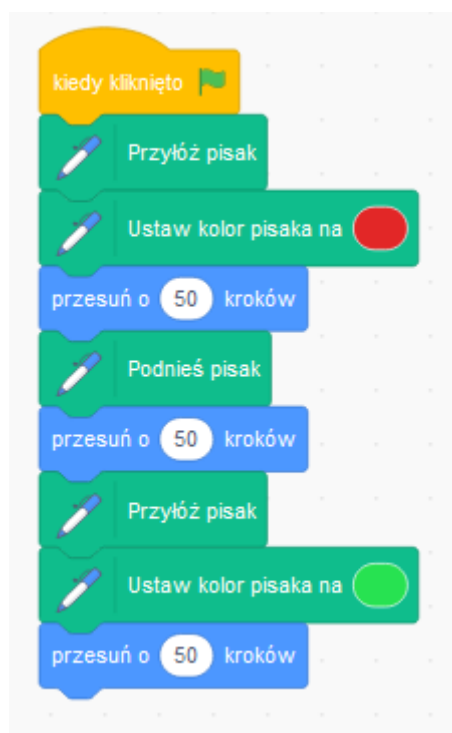 kiedy kliknięto
Przyłóż pisak
Ustaw kolor pisaka na
przesuń o 50 kroków
Podnieś pisak
przesuń o 50 kroków
Przyłóż pisak
Ustaw kolor pisaka na
przesuń o 50 kroków